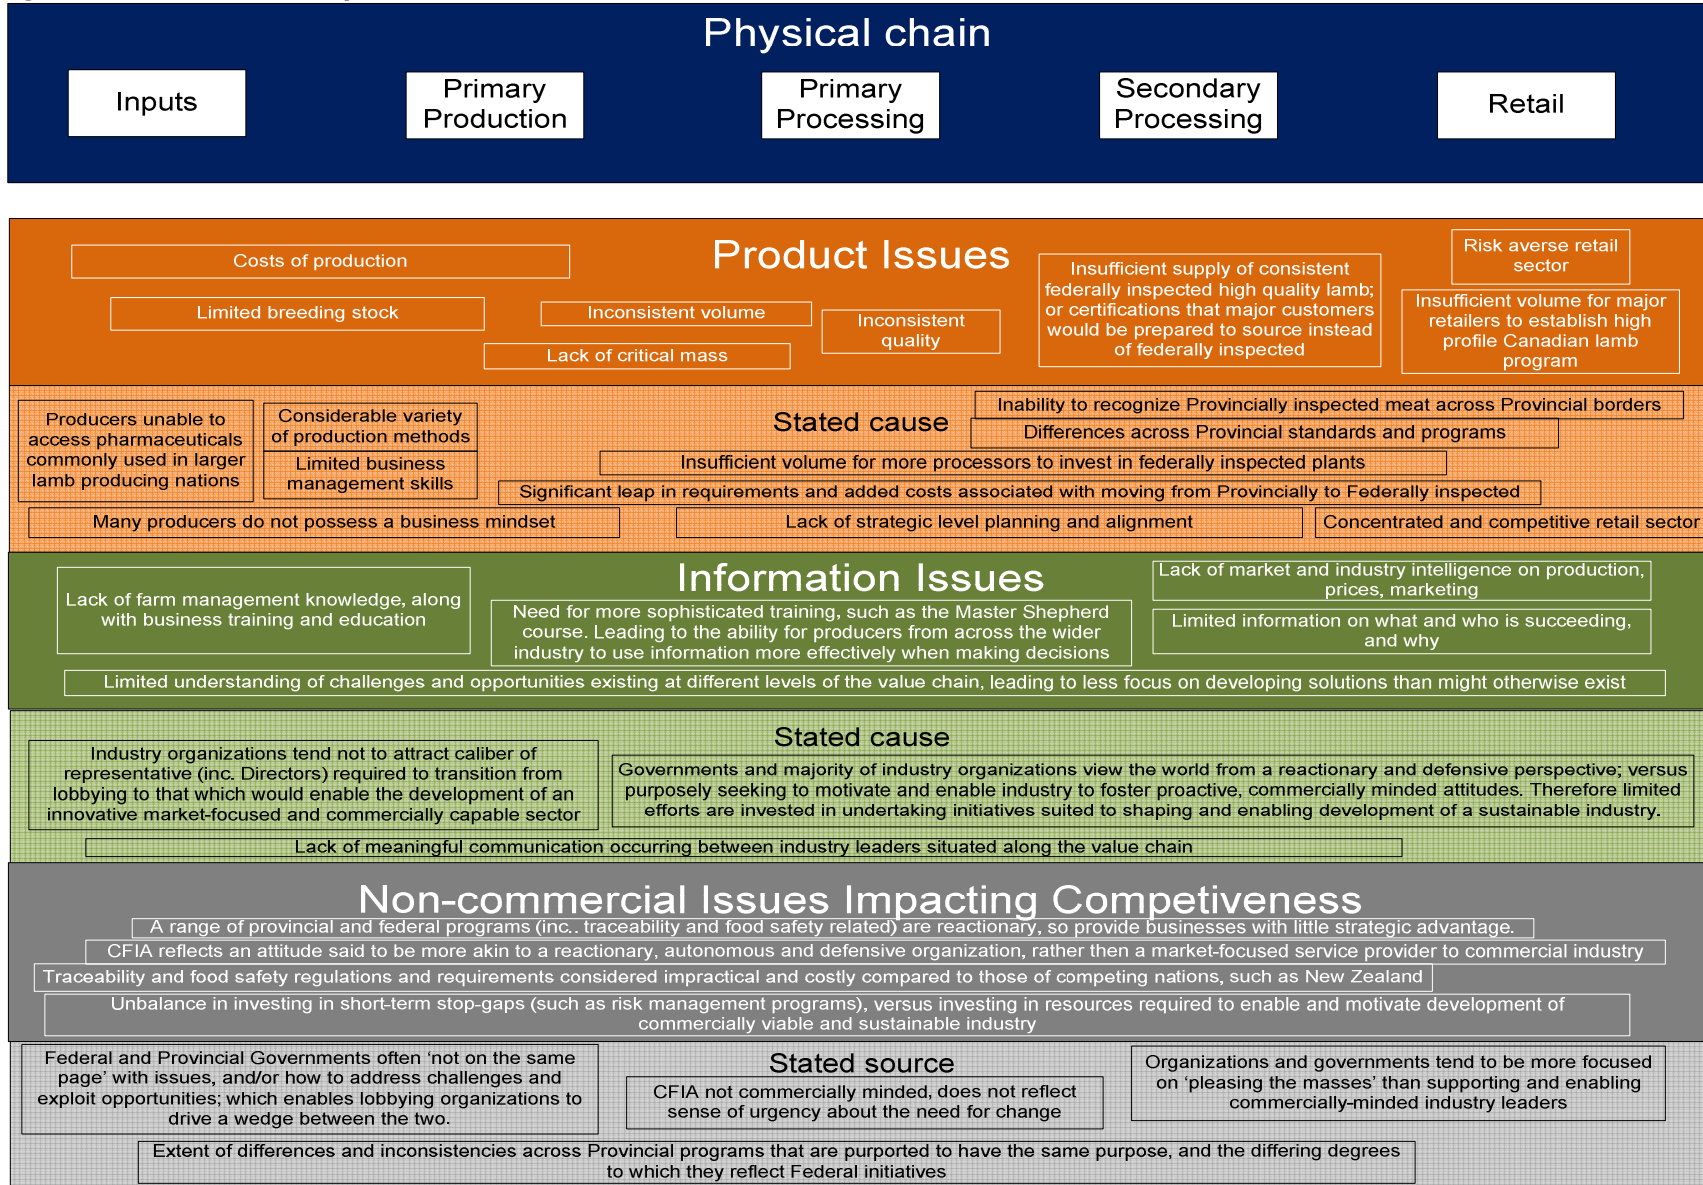 Physical chain
Inputs
Primary
Production
Primary
Processing
Secondary
Processing
Retail
Product Issues
Costs of production
Limited breeding stock
Inconsistent volume
Lack of critical mass
Inconsistent
quality
Insufficient supply of consistent
federally inspected high quality lamb;
or certifications that major customers
would be prepared to source instead
of federally inspected
Risk averse retail
sector
Insufficient volume for major
retailers to establish high
profile Canadian lamb
program
Stated cause
Producers unable to
access pharmaceuticals
commonly used in larger
lamb producing nations
Considerable variety
of production methods
Limited business
management skills
Many producers do not possess a business mindset
Inability to recognize Provincially inspected meat across Provincial borders
Differences across Provincial standards and programs
Insufficient volume for more processors to invest in federally inspected plants
Significant leap in requirements and added costs associated with moving from Provincially to Federally inspected
Lack of strategic level planning and alignment
Concentrated and competitive retail sector
Information Issues
Lack of farm management knowledge, along
with business training and education
Need for more sophisticated training, such as the Master Shepherd
course. Leading to the ability for producers from across the wider
industry to use information more effectively when making decisions
Lack of market and industry intelligence on production,
prices, marketing
Limited information on what and who is succeeding,
and why
Limited understanding of challenges and opportunities existing at different levels of the value chain, leading to less focus on developing solutions than might otherwise exist
Stated cause
Industry organizations tend not to attract caliber of
representative (inc. Directors) required to transition from
lobbying to that which would enable the development of an
innovative market-focused and commercially capable sector
Governments and majority of industry organizations view the world from a reactionary and defensive perspective; versus
purposely seeking to motivate and enable industry to foster proactive, commercially minded attitudes. Therefore limited
efforts are invested in undertaking initiatives suited to shaping and enabling development of a sustainable industry.
Lack of meaningful communication occurring between industry leaders situated along the value chain
Non-commercial Issues Impacting Competiveness
A range of provincial and federal programs (inc.. traceability and food safety related) are reactionary, so provide businesses with little strategic advantage.
CFIA reflects an attitude said to be more akin to a reactionary, autonomous and defensive organization, rather then a market-focused service provider to commercial industry
Traceability and food safety regulations and requirements considered impractical and costly compared to those of competing nations, such as New Zealand
Unbalance in investing in short-term stop-gaps (such as risk management programs), versus investing in resources required to enable and motivate development of
commercially viable and sustainable industry
Stated source
Federal and Provincial Governments often 'not on the same
page' with issues, and/or how to address challenges and
exploit opportunities; which enables lobbying organizations to
drive a wedge between the two.
CFIA not commercially minded, does not reflect
sense of urgency about the need for change
Organizations and governments tend to be more focused
on 'pleasing the masses' than supporting and enabling
commercially-minded industry leaders
Extent of differences and inconsistencies across Provincial programs that are purported to have the same purpose, and the differing degrees
to which they reflect Federal initiatives